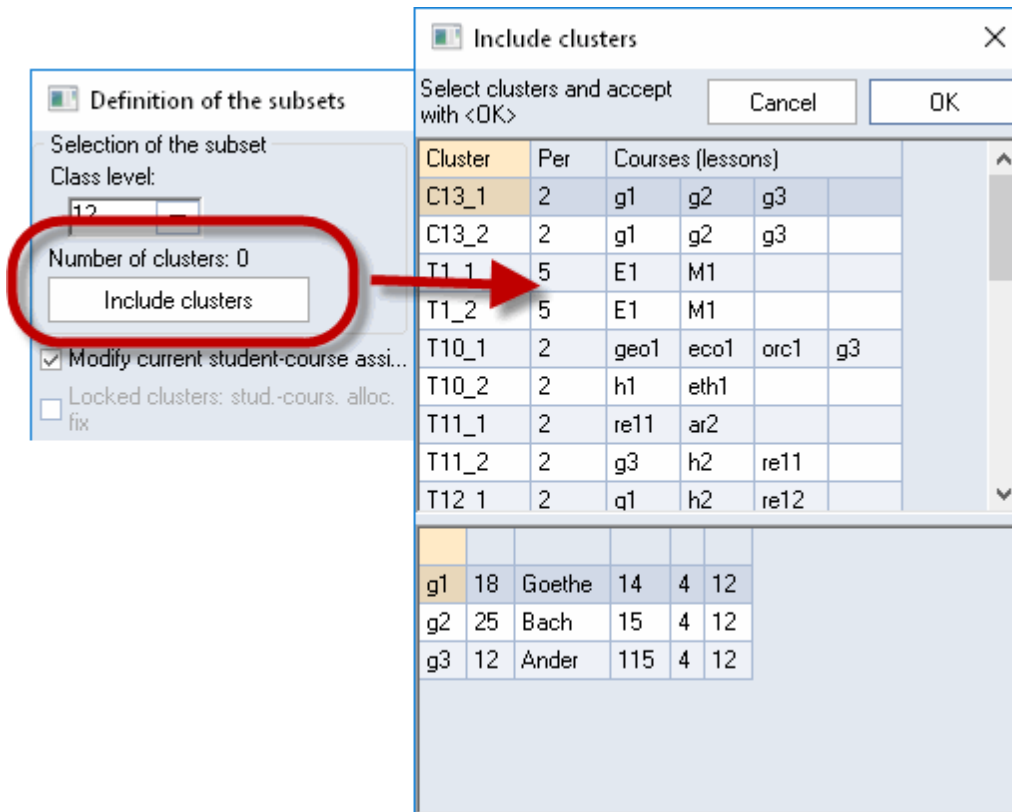 Definition of the subsets
Selection of the subset
Class level:
12
Number of clusters: 0
Include clusters
Modify current student-course assi...
Locked clusters: stud.-cours. alloc.
fix
Include clusters
Select clusters and accept
with <OK>
Cancel
OK
Cluster Per Courses (lessons)
C13_1 2 g1 g2 g3
C13_2 2 g1 g2 g3
T1_1 5 E1 M1
T1_2 5 E1 M1
T10_1 2 geo1 eco1 orc1 g3
T10_2 2 h1 eth1
T11_1 2 re11 ar2
T11_2 2 g3 h2 re11
T12_1 2 g1 h2 re12
g1 18 Goethe 14 4 12
g2 25 Bach 15 4 12
g3 12 Ander 115 4 12